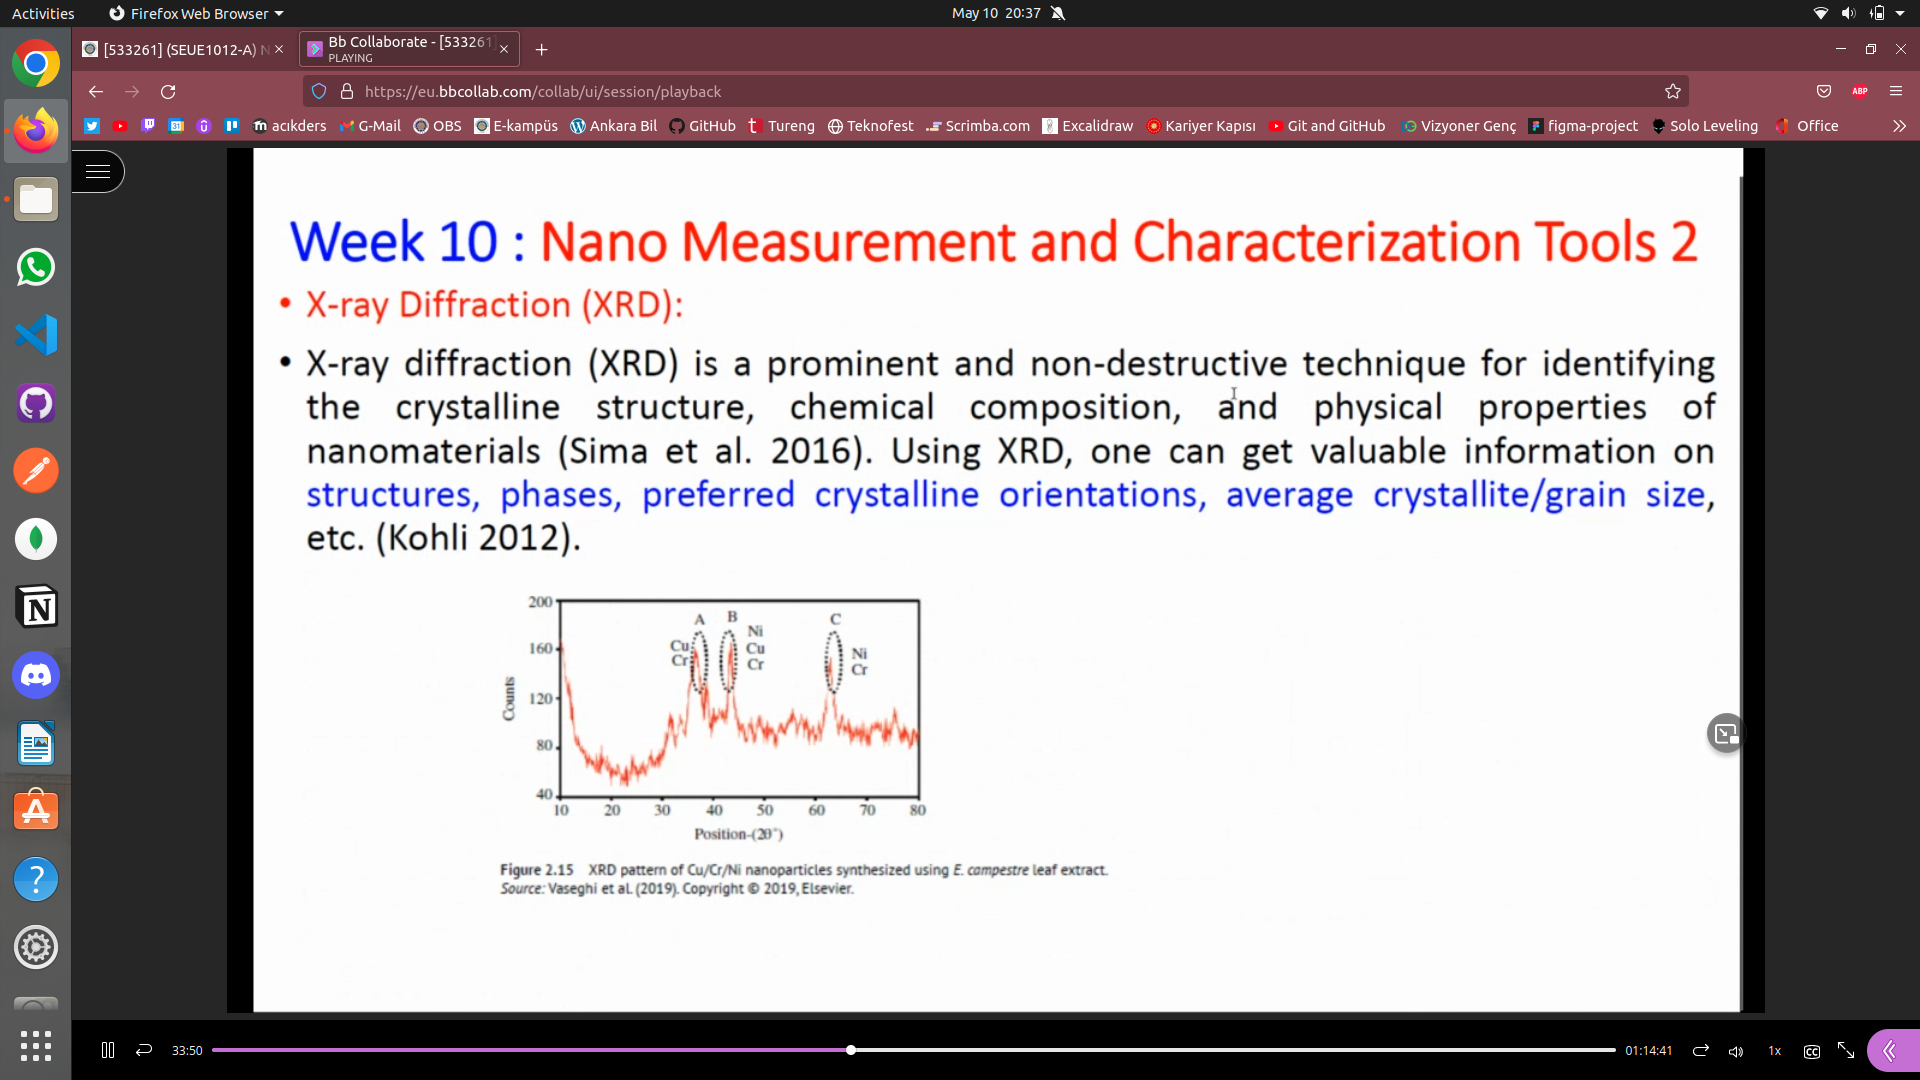 Activities
Firefox Web Browser
May 10 20:37
[533261] (SEUE1012-A) N
Bb Collaborate - [533261]
PLAYING
https://eu.bbcollab.com/collab/ui/session/playback
ABP
acıkders
G-Mail
OBS
E-kampüs
Ankara Bil
GitHub
Tureng
Teknofest
Scrimba.com
Excalidraw
Kariyer Kapısı
Git and GitHub
Vizyoner Genç
figma-project
Solo Leveling
Office
Week 10 : Nano Measurement and Characterization Tools 2
• X-ray Diffraction (XRD):
• X-ray diffraction (XRD) is a prominent and non-destructive technique for identifying
the crystalline structure, chemical composition, and physical properties of
nanomaterials (Sima et al. 2016). Using XRD, one can get valuable information on
structures, phases, preferred crystalline orientations, average crystallite/grain size,
etc. (Kohli 2012).
200
160
120
80
40
Counts
A
Cu
Cr
B
Ni
Cu
Cr
C
Ni
Cr
10 20 30 40 50 60 70 80
Position-(2θ°)
Figure 2.15 XRD pattern of Cu/Cr/Ni nanoparticles synthesized using E. campestre leaf extract.
Source: Vaseghi et al. (2019). Copyright © 2019, Elsevier.
33:50
01:14:41
1x
CC